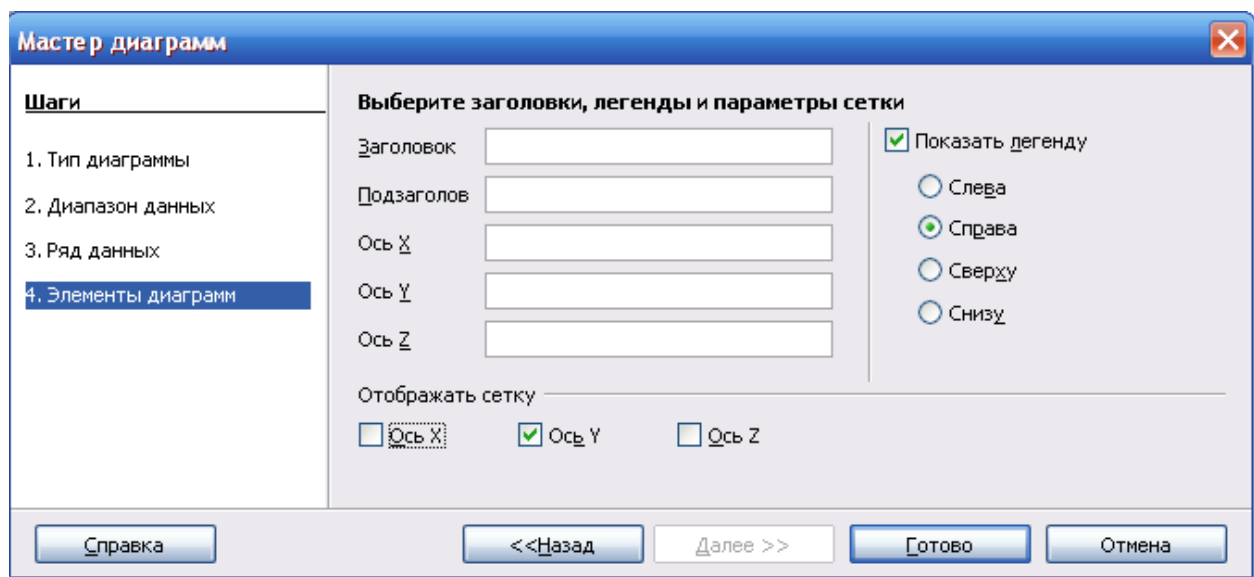 Мастер диаграмм
Шаги
1. Тип диаграммы
2. Диапазон данных
3. Ряд данных
4. Элементы диаграмм
Выберите заголовки, легенды и параметры сетки
Заголовок
Подзаголов
Ось X
Ось Y
Ось Z
Показать легенду
Слева
Справа
Сверху
Снизу
Отображать сетку
Ось X Ось Y Ось Z
Справка <<Назад Далее >> Готово Отмена